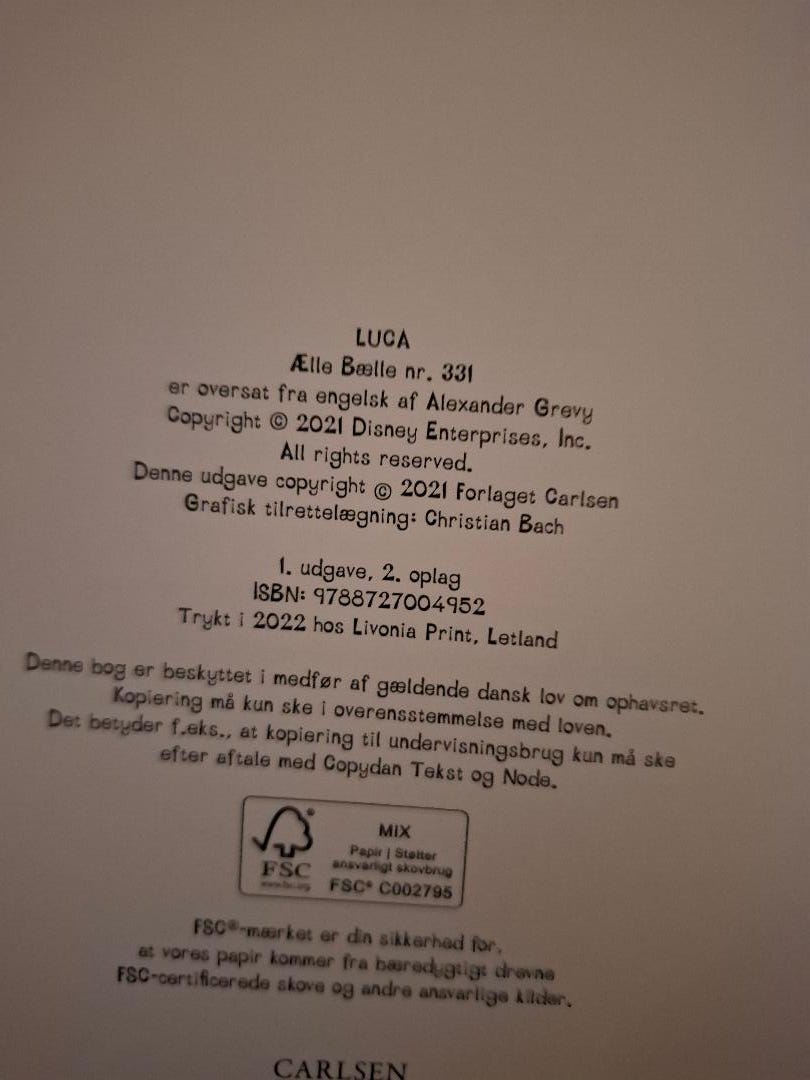 LUCA
Ælle Bælle nr. 331
er oversat fra engelsk af Alexander Grevy
Copyright © 2021 Disney Enterprises, Inc.
All rights reserved.
Denne udgave copyright © 2021 Forlaget Carlsen
Grafisk tilrettelægning: Christian Bach
1. udgave, 2. oplag
ISBN: 9788727004952
Trykt i 2022 hos Livonia Print, Letland
Denne bog er beskyttet i medfør af gældende dansk lov om ophavsret.
Kopiering må kun ske i overensstemmelse med loven.
Det betyder f.eks., at kopiering til undervisningsbrug kun må ske
efter aftale med Copydan Tekst og Node.
MIX
Papir | Støtter
ansvarligt skovbrug
FSC® C002795
FSC
www.fsc.org
FSC®-mærket er din sikkerhed for,
at vores papir kommer fra bæredygtigt drevne
FSC-certificerede skove og andre ansvarlige kilder.
CARLSEN